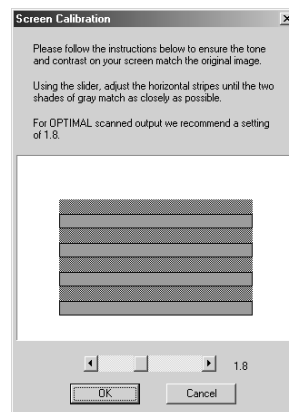 Screen Calibration
Please follow the instructions below to ensure the tone
and contrast on your screen match the original image.
Using the slider, adjust the horizontal stripes until the two
shades of gray match as closely as possible.
For OPTIMAL scanned output we recommend a setting
of 1.8.
1.8
OK
Cancel